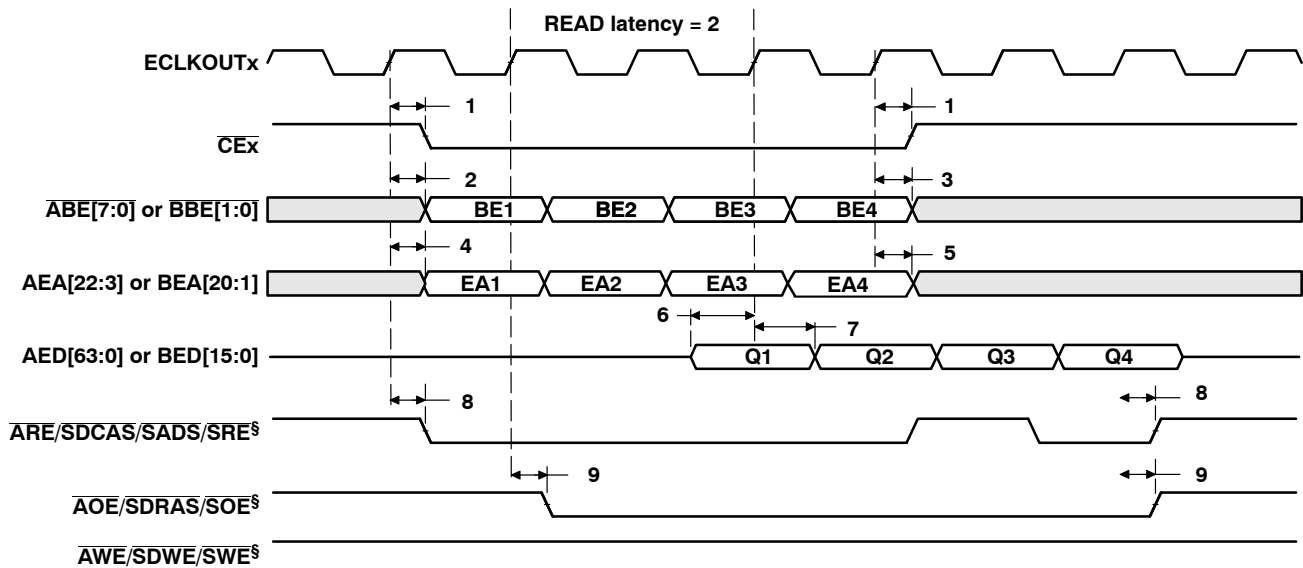 READ latency = 2
ECLKOUTx
1 1
CEx
2 3
ABE[7:0] or BBE[1:0] BE1 BE2 BE3 BE4
4 5
AEA[22:3] or BEA[20:1] EA1 EA2 EA3 EA4
6 7
AED[63:0] or BED[15:0] Q1 Q2 Q3 Q4
8 8
ARE/SDCAS/SADS/SRE§
9 9
AOE/SDRAS/SOE§
AWE/SDWE/SWE§